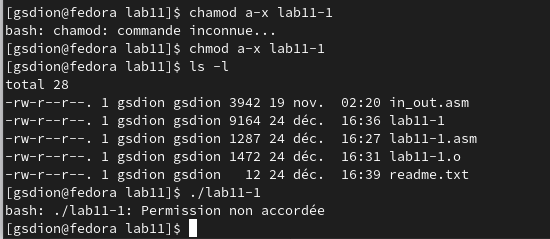 [gsdion@fedora lab11]$ chamod a-x lab11-1
bash: chamod: commande inconnue...
[gsdion@fedora lab11]$ chmod a-x lab11-1
[gsdion@fedora lab11]$ ls -l
total 28
-rw-r--r--. 1 gsdion gsdion 3942 19 nov.  02:20 in_out.asm
-rw-r--r--. 1 gsdion gsdion 9164 24 déc.  16:36 lab11-1
-rw-r--r--. 1 gsdion gsdion 1287 24 déc.  16:27 lab11-1.asm
-rw-r--r--. 1 gsdion gsdion 1472 24 déc.  16:31 lab11-1.o
-rw-r--r--. 1 gsdion gsdion   12 24 déc.  16:39 readme.txt
[gsdion@fedora lab11]$ ./lab11-1
bash: ./lab11-1: Permission non accordée
[gsdion@fedora lab11]$